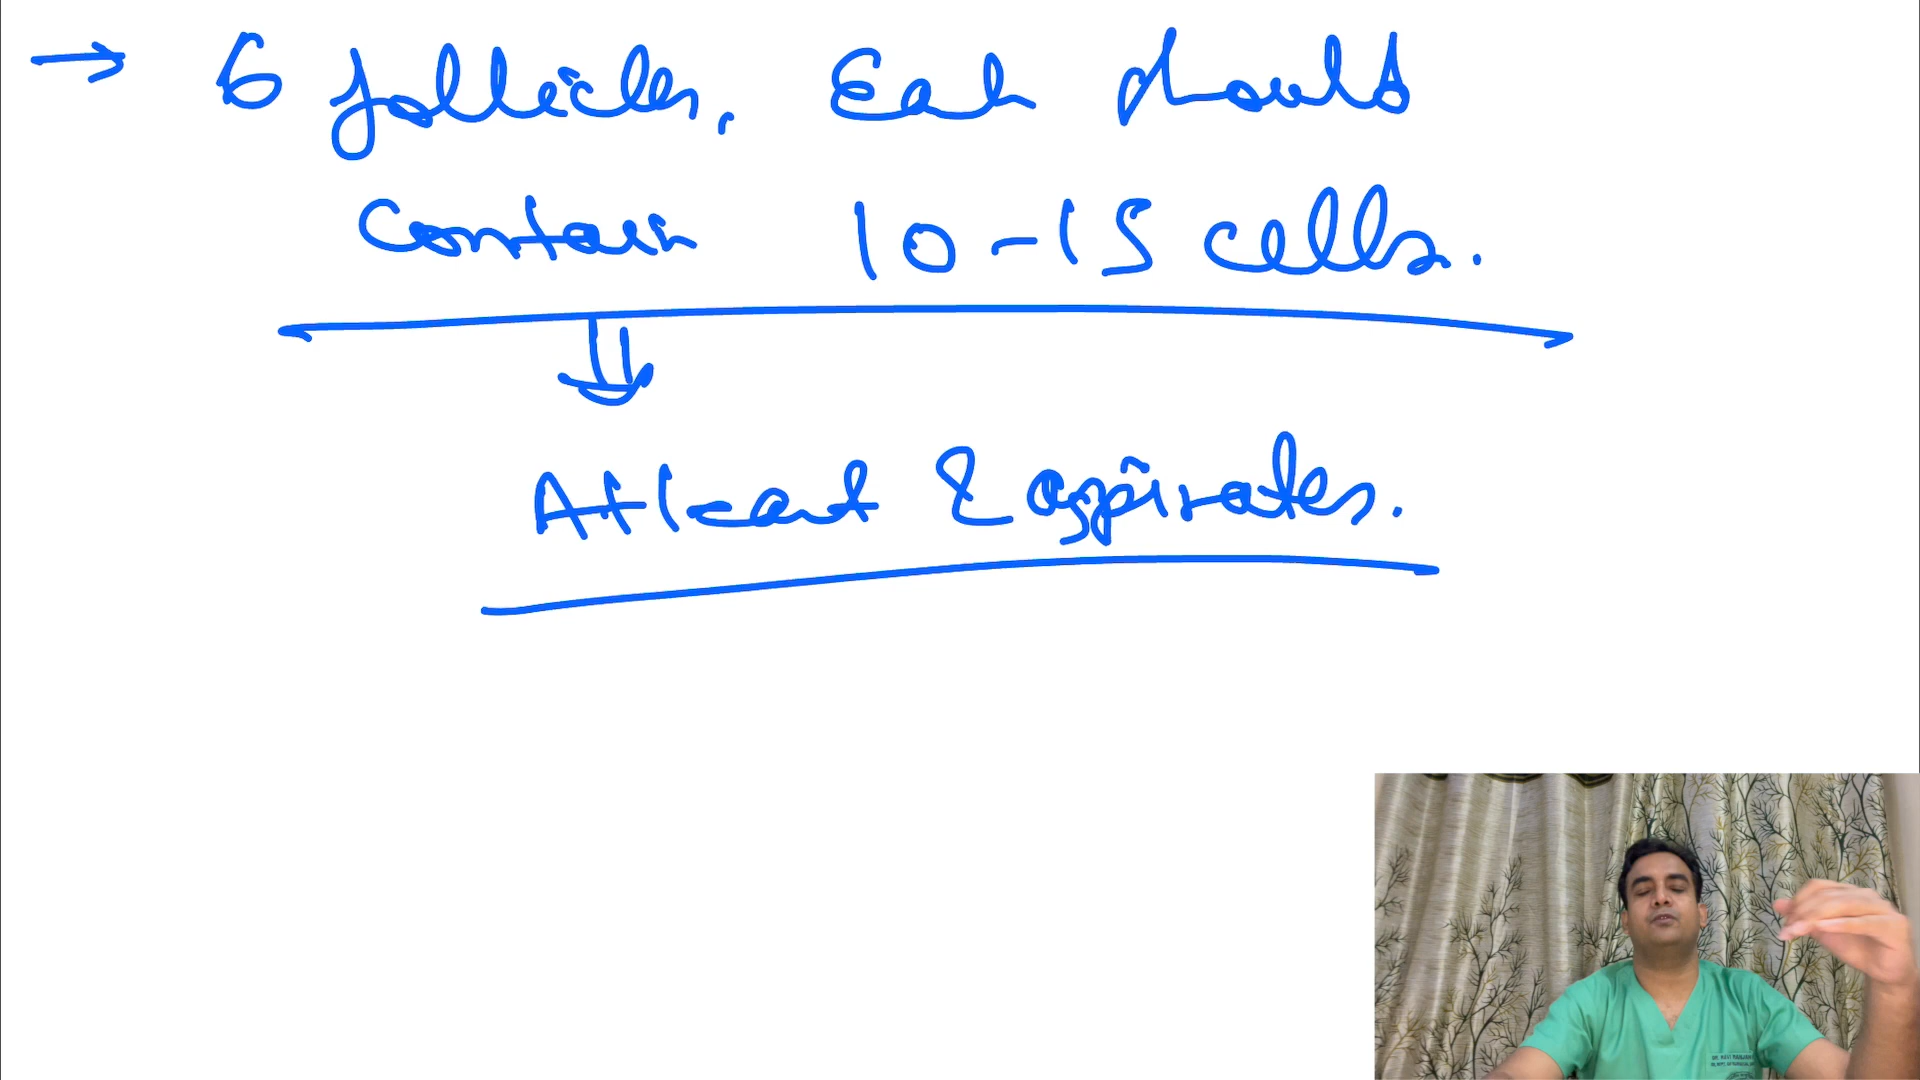 → 6 follicles. Each should
contain 10-15 cells.
Atleast 2 aspirates.